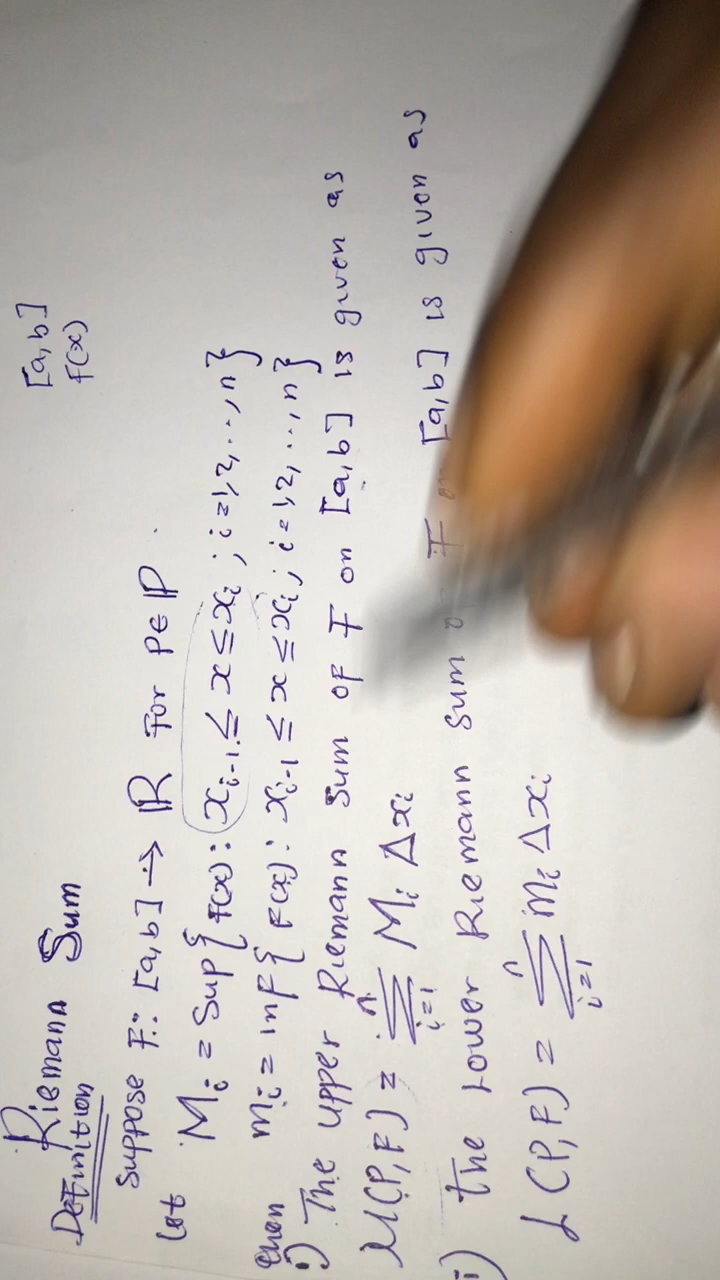 Riemann Sum
Definition
[a,b]
F(x)
Suppose F: [a,b] → ℝ For P∈ℙ.
Let
Mᵢ = Sup{F(x): xᵢ₋₁ ≤ x ≤ xᵢ; i=1,2,...,n}
mᵢ = inf{F(x): xᵢ₋₁ ≤ x ≤ xᵢ; i=1,2,...,n}
then
i) The Upper Riemann Sum of F on [a,b] is given as
U(P,F) = Σᵢ₌₁ⁿ Mᵢ Δxᵢ
ii) The Lower Riemann Sum F [a,b] is given as
L(P,F) = Σᵢ₌₁ⁿ mᵢ Δxᵢ